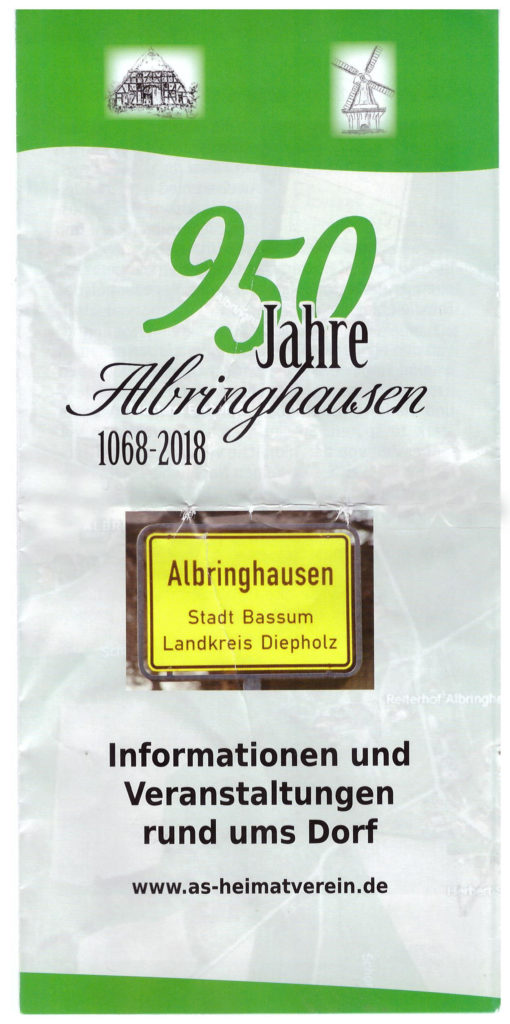 950
Jahre
Albringhausen
1068-2018
Albringhausen
Stadt Bassum
Landkreis Diepholz
Informationen und
Veranstaltungen
rund ums Dorf
www.as-heimatverein.de